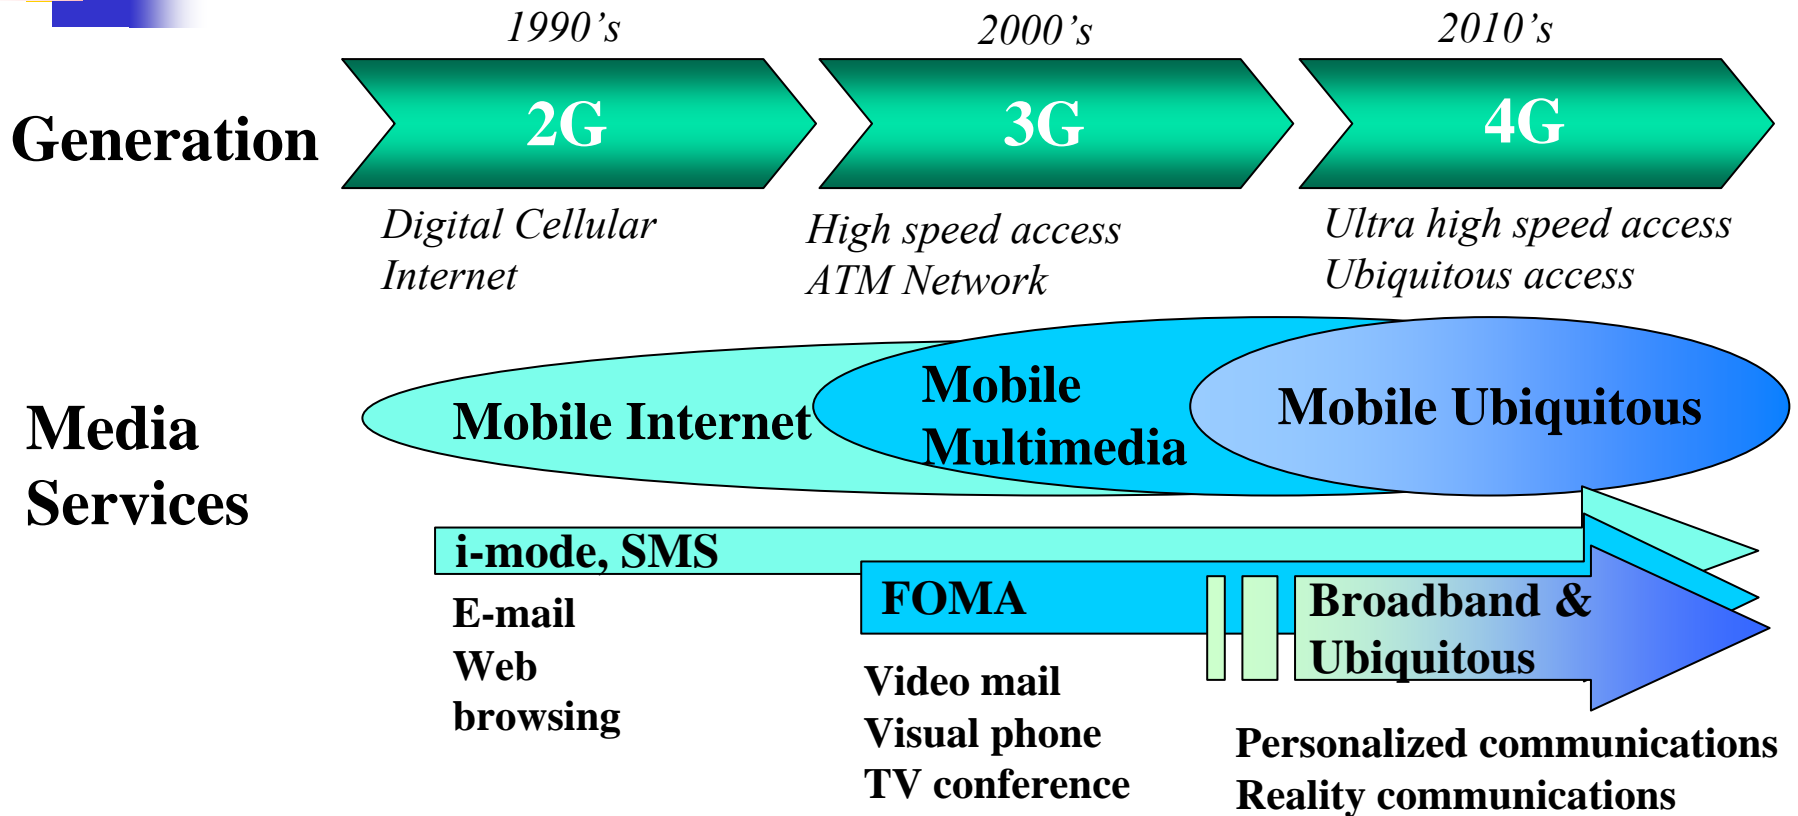 1990's
2000's
2010's
Generation
2G
3G
4G
Digital Cellular
Internet
High speed access
ATM Network
Ultra high speed access
Ubiquitous access
Media
Services
Mobile Internet
Mobile
Multimedia
Mobile Ubiquitous
i-mode, SMS
E-mail
Web
browsing
FOMA
Video mail
Visual phone
TV conference
Broadband &
Ubiquitous
Personalized communications
Reality communications